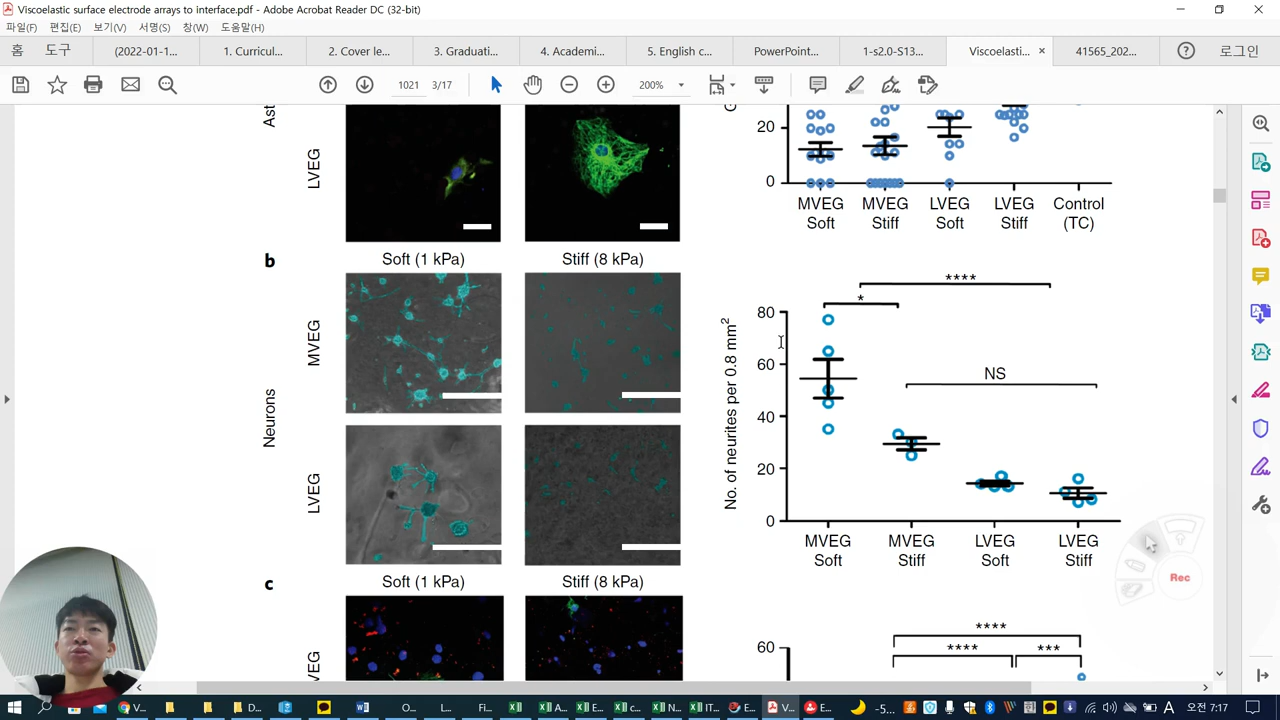 Viscoelastic surface electrode arrays to interface.pdf - Adobe Acrobat Reader DC (32-bit)
파일(F) 편집(E) 보기(V) 서명(S) 창(W) 도움말(H)
홈 도구 (2022-01-1... 1. Curricul... 2. Cover le... 3. Graduati... 4. Academi... 5. English c... PowerPoint... 1-s2.0-S13... Viscoelasti... × 41565_202... 로그인
1021 3/17 200%
Ast
LVEG
20
0
MVEG Soft
MVEG Stiff
LVEG Soft
LVEG Stiff
Control (TC)
b
Soft (1 kPa) Stiff (8 kPa)
Neurons
MVEG
LVEG
No. of neurites per 0.8 mm²
80
60
40
20
0
****
*
NS
MVEG Soft
MVEG Stiff
LVEG Soft
LVEG Stiff
Rec
c
Soft (1 kPa) Stiff (8 kPa)
VEG
60
****
**** ***
A 오후 7:17